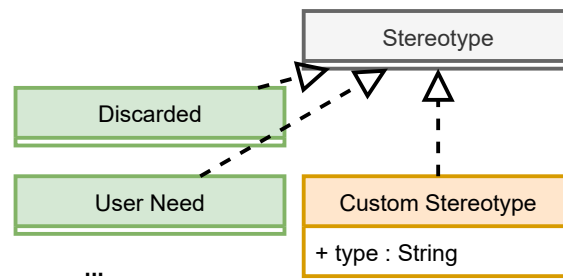 Stereotype
Discarded
User Need
Custom Stereotype
+ type : String
...